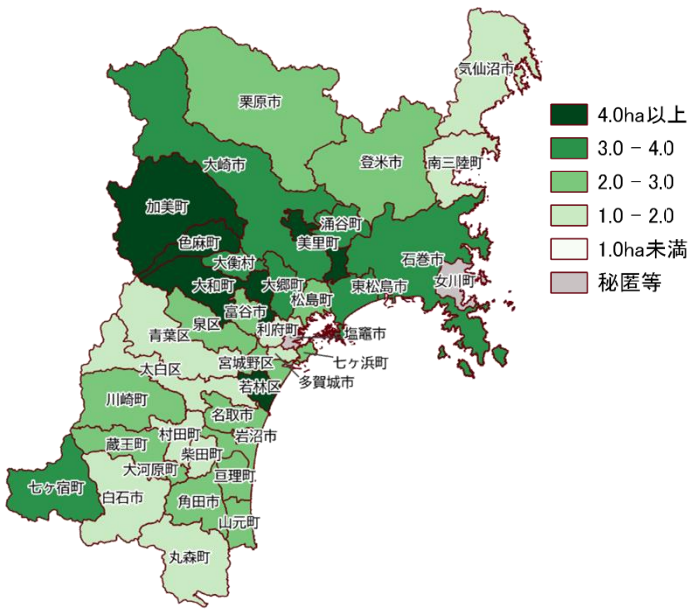 気仙沼市
栗原市
登米市
南三陸町
大崎市
加美町
涌谷町
色麻町
美里町
石巻市
大衡村
大和町
大郷町
東松島市
女川町
松島町
富谷市
泉区
利府町
塩竈市
青葉区
宮城野区
七ヶ浜町
太白区
若林区
多賀城市
川崎町
名取市
村田町
岩沼市
蔵王町
柴田町
大河原町
亘理町
七ヶ宿町
白石市
角田市
山元町
丸森町
4.0ha以上
3.0 − 4.0
2.0 − 3.0
1.0 − 2.0
1.0ha未満
秘匿等